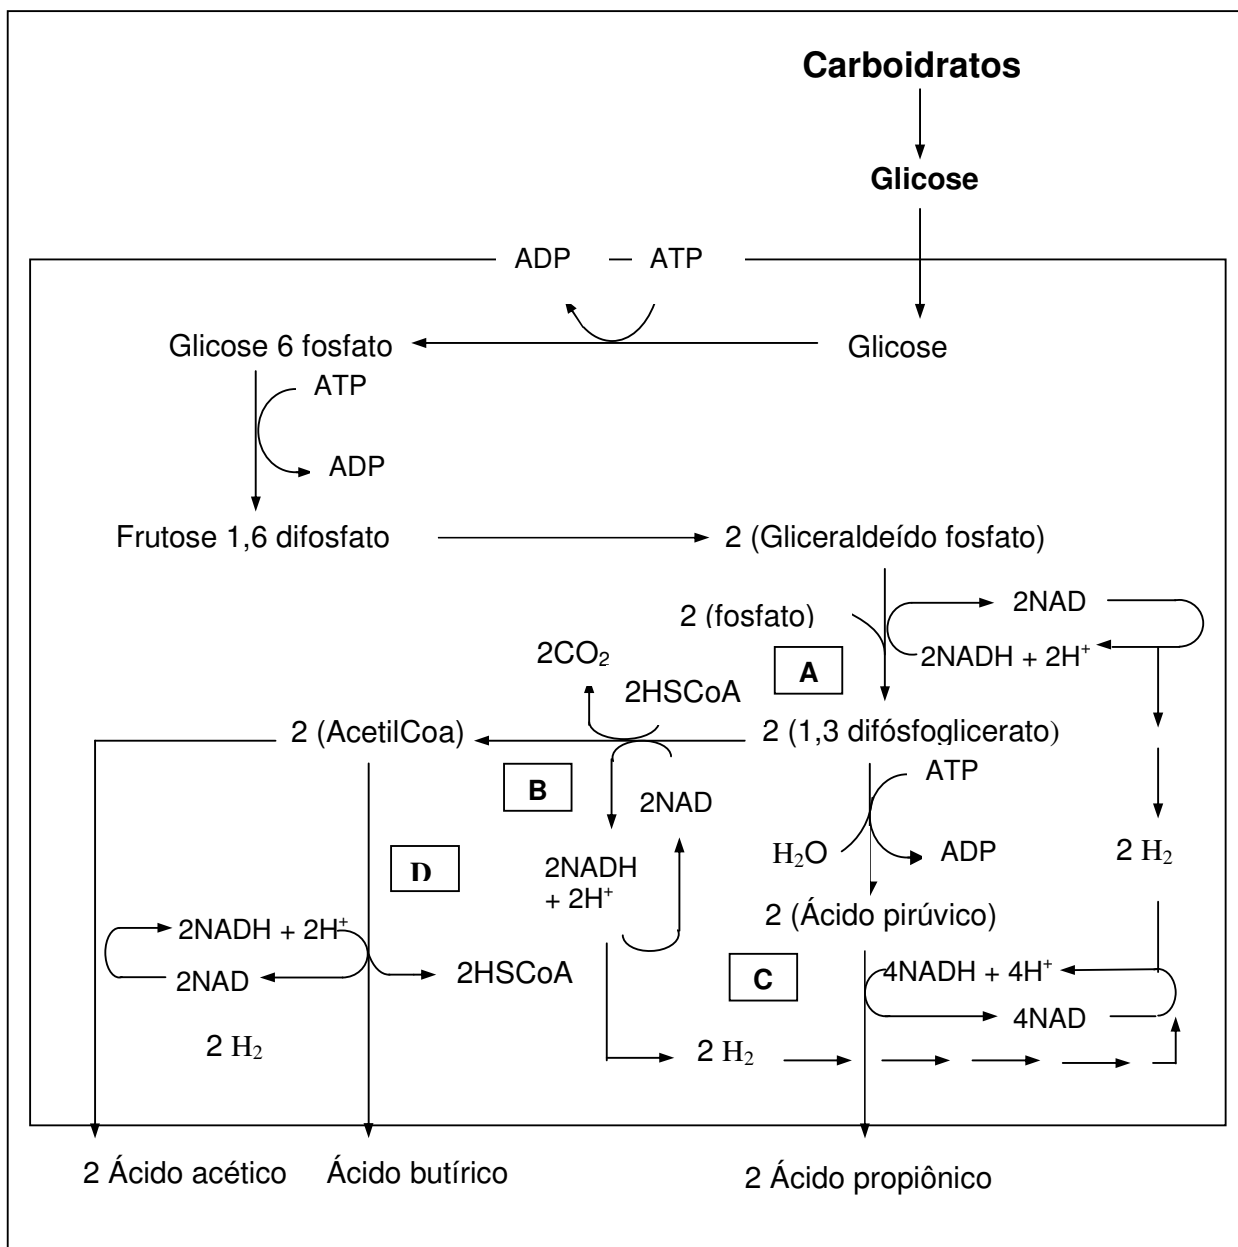 Carboidratos
Glicose
ADP
ATP
Glicose 6 fosfato
Glicose
ATP
ADP
Frutose 1,6 difosfato
2 (Gliceraldeído fosfato)
2 (fosfato)
2NAD
2NADH + 2H⁺
A
2CO₂
2HSCoA
2 (AcetilCoa)
2 (1,3 difósfoglicerato)
B
2NAD
ATP
H₂O
ADP
2 H₂
D
2NADH
+ 2H⁺
2 (Ácido pirúvico)
2NADH + 2H⁺
2NAD
2HSCoA
C
4NADH + 4H⁺
4NAD
2 H₂
2 H₂
2 Ácido acético
Ácido butírico
2 Ácido propiônico